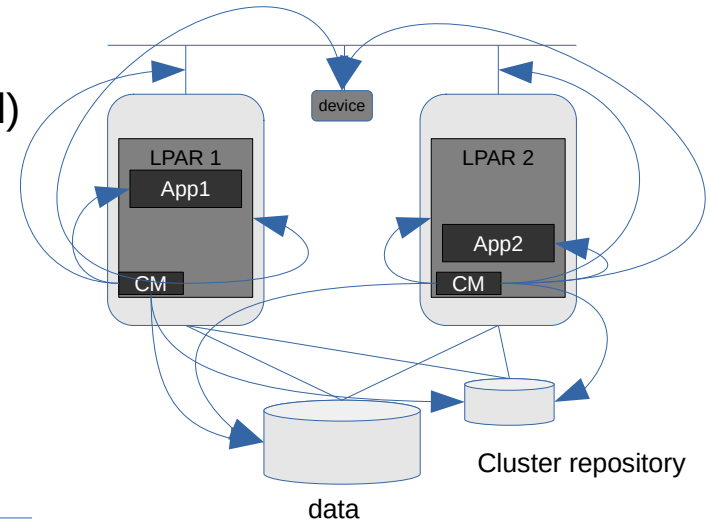 l)
device
LPAR 1
LPAR 2
App1
App2
CM
CM
Cluster repository
data